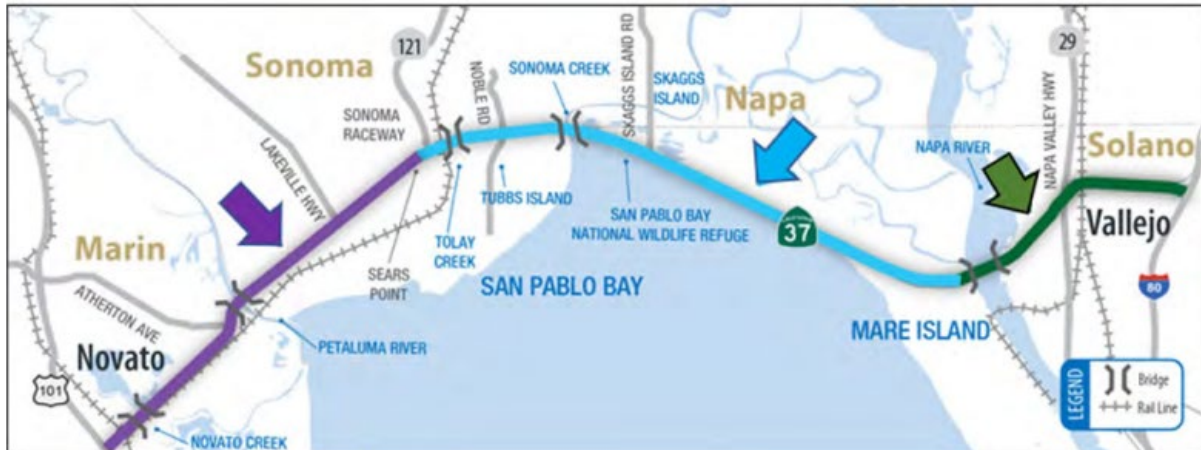 Sonoma
121
SONOMA
RACEWAY
NOBLE RD
SONOMA CREEK
SKAGGS ISLAND RD
SKAGGS
ISLAND
Napa
29
NAPA VALLEY HWY
Solano
NAPA RIVER
LAKEVILLE HWY
TUBBS ISLAND
SAN PABLO BAY
NATIONAL WILDLIFE REFUGE
CALIFORNIA
37
Vallejo
Marin
TOLAY
CREEK
SEARS
POINT
SAN PABLO BAY
80
ATHERTON AVE
MARE ISLAND
Novato
PETALUMA RIVER
101
NOVATO CREEK
LEGEND
Bridge
Rail Line